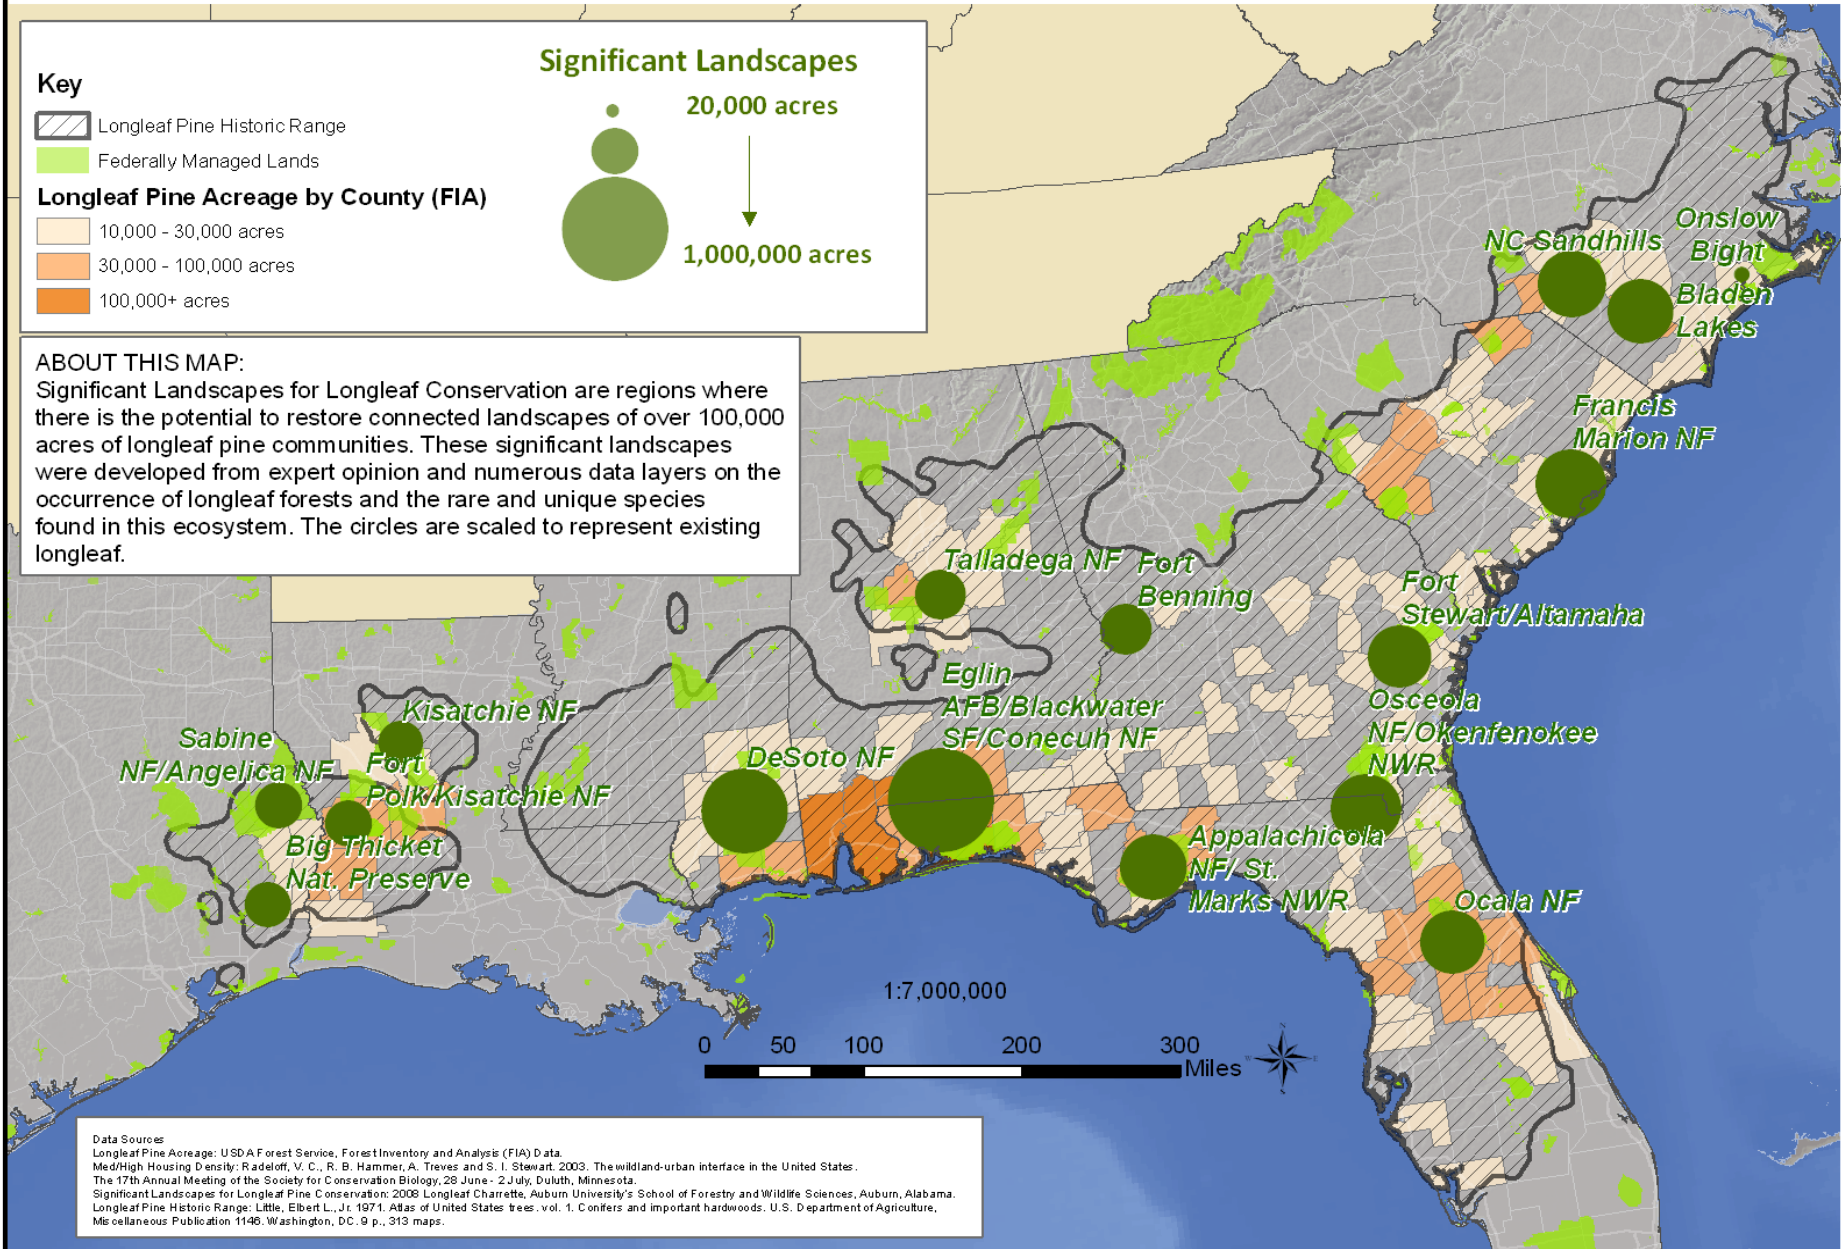 Key
Longleaf Pine Historic Range
Federally Managed Lands
Longleaf Pine Acreage by County (FIA)
10,000 - 30,000 acres
30,000 - 100,000 acres
100,000+ acres
Significant Landscapes
20,000 acres
1,000,000 acres
ABOUT THIS MAP:
Significant Landscapes for Longleaf Conservation are regions where
there is the potential to restore connected landscapes of over 100,000
acres of longleaf pine communities. These significant landscapes
were developed from expert opinion and numerous data layers on the
occurrence of longleaf forests and the rare and unique species
found in this ecosystem. The circles are scaled to represent existing
longleaf.
Onslow
Bight
NC Sandhills
Bladen
Lakes
Francis
Marion NF
Talladega NF
Fort
Benning
Fort
Stewart/Altamaha
Eglin
AFB/Blackwater
SF/Conecuh NF
Osceola
NF/Okenfenokee
NWR
Kisatchie NF
Sabine
NF/Angelica NF
Fort
Polk/Kisatchie NF
DeSoto NF
Big Thicket
Nat. Preserve
Appalachicola
NF/ St.
Marks NWR
Ocala NF
1:7,000,000
0 50 100 200 300
Miles
Data Sources
Longleaf Pine Acreage: USDA Forest Service, Forest Inventory and Analysis (FIA) Data.
Med/High Housing Density: Radeloff, V. C., R. B. Hammer, A. Treves and S. I. Stewart. 2003. The wildland-urban interface in the United States.
The 17th Annual Meeting of the Society for Conservation Biology, 28 June - 2 July, Duluth, Minnesota.
Significant Landscapes for Longleaf Pine Conservation: 2008 Longleaf Charrette, Auburn University's School of Forestry and Wildlife Sciences, Auburn, Alabama.
Longleaf Pine Historic Range: Little, Elbert L., Jr. 1971. Atlas of United States trees. vol. 1. Conifers and important hardwoods. U.S. Department of Agriculture,
Miscellaneous Publication 1146. Washington, DC. 9 p., 313 maps.